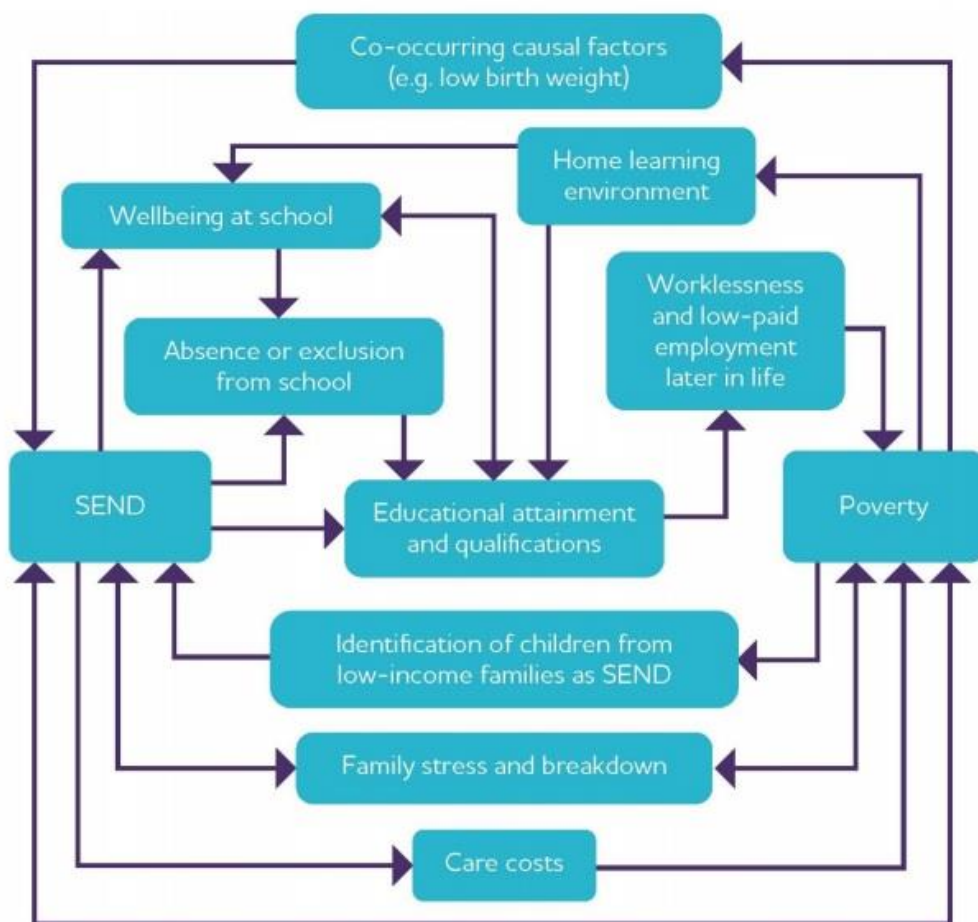 Co-occurring causal factors
(e.g. low birth weight)
Home learning
environment
Wellbeing at school
Worklessness
and low-paid
employment
later in life
Absence or exclusion
from school
SEND
Educational attainment
and qualifications
Poverty
Identification of children from
low-income families as SEND
Family stress and breakdown
Care costs